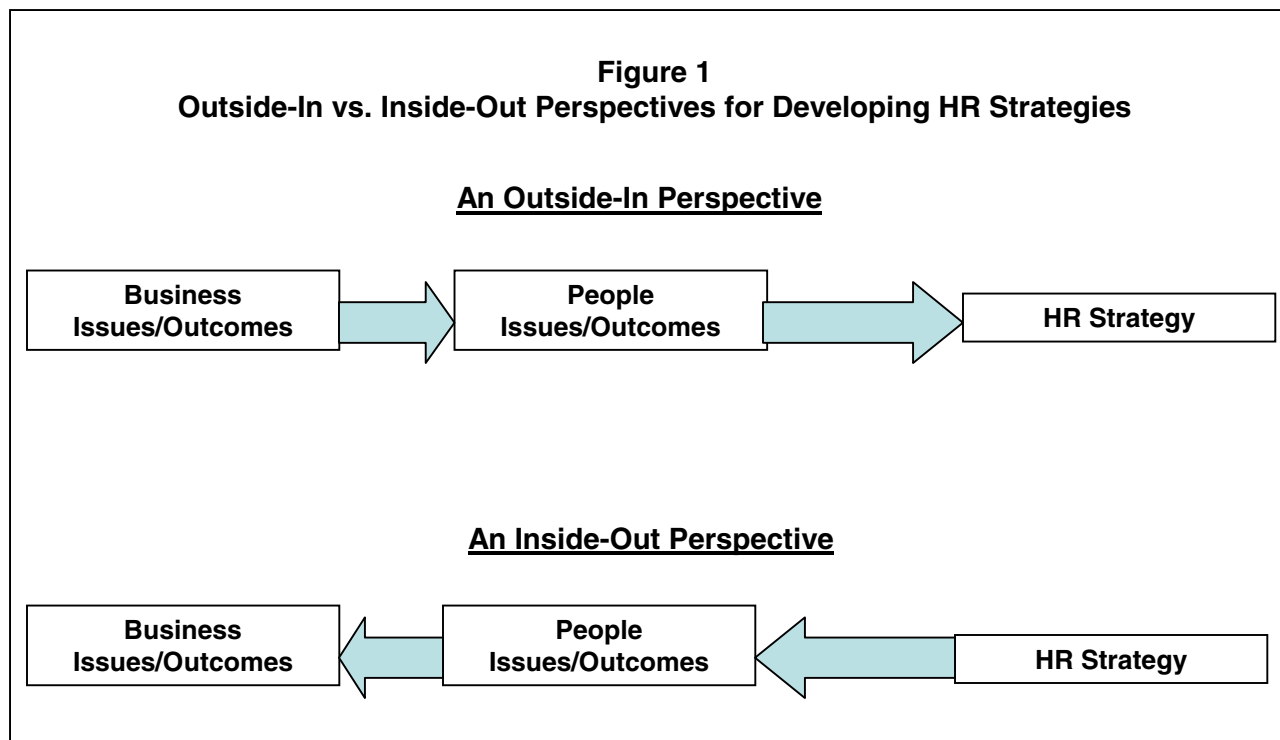 Figure 1
Outside-In vs. Inside-Out Perspectives for Developing HR Strategies
An Outside-In Perspective
Business
Issues/Outcomes
People
Issues/Outcomes
HR Strategy
An Inside-Out Perspective
Business
Issues/Outcomes
People
Issues/Outcomes
HR Strategy